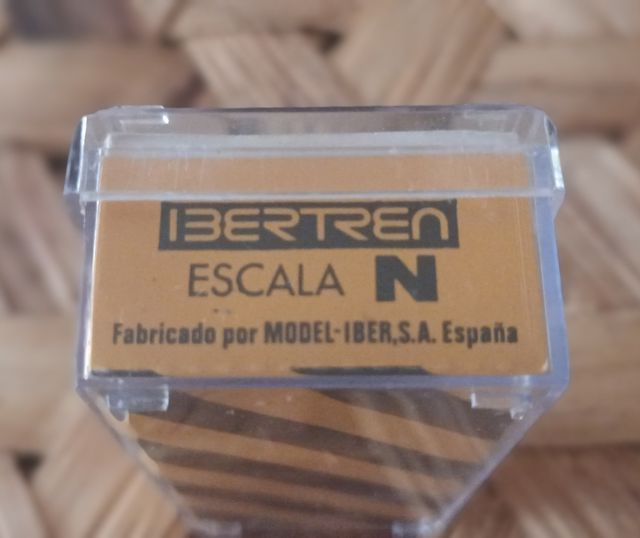 IBERTREN
ESCALA N
Fabricado por MODEL-IBER,S.A. España